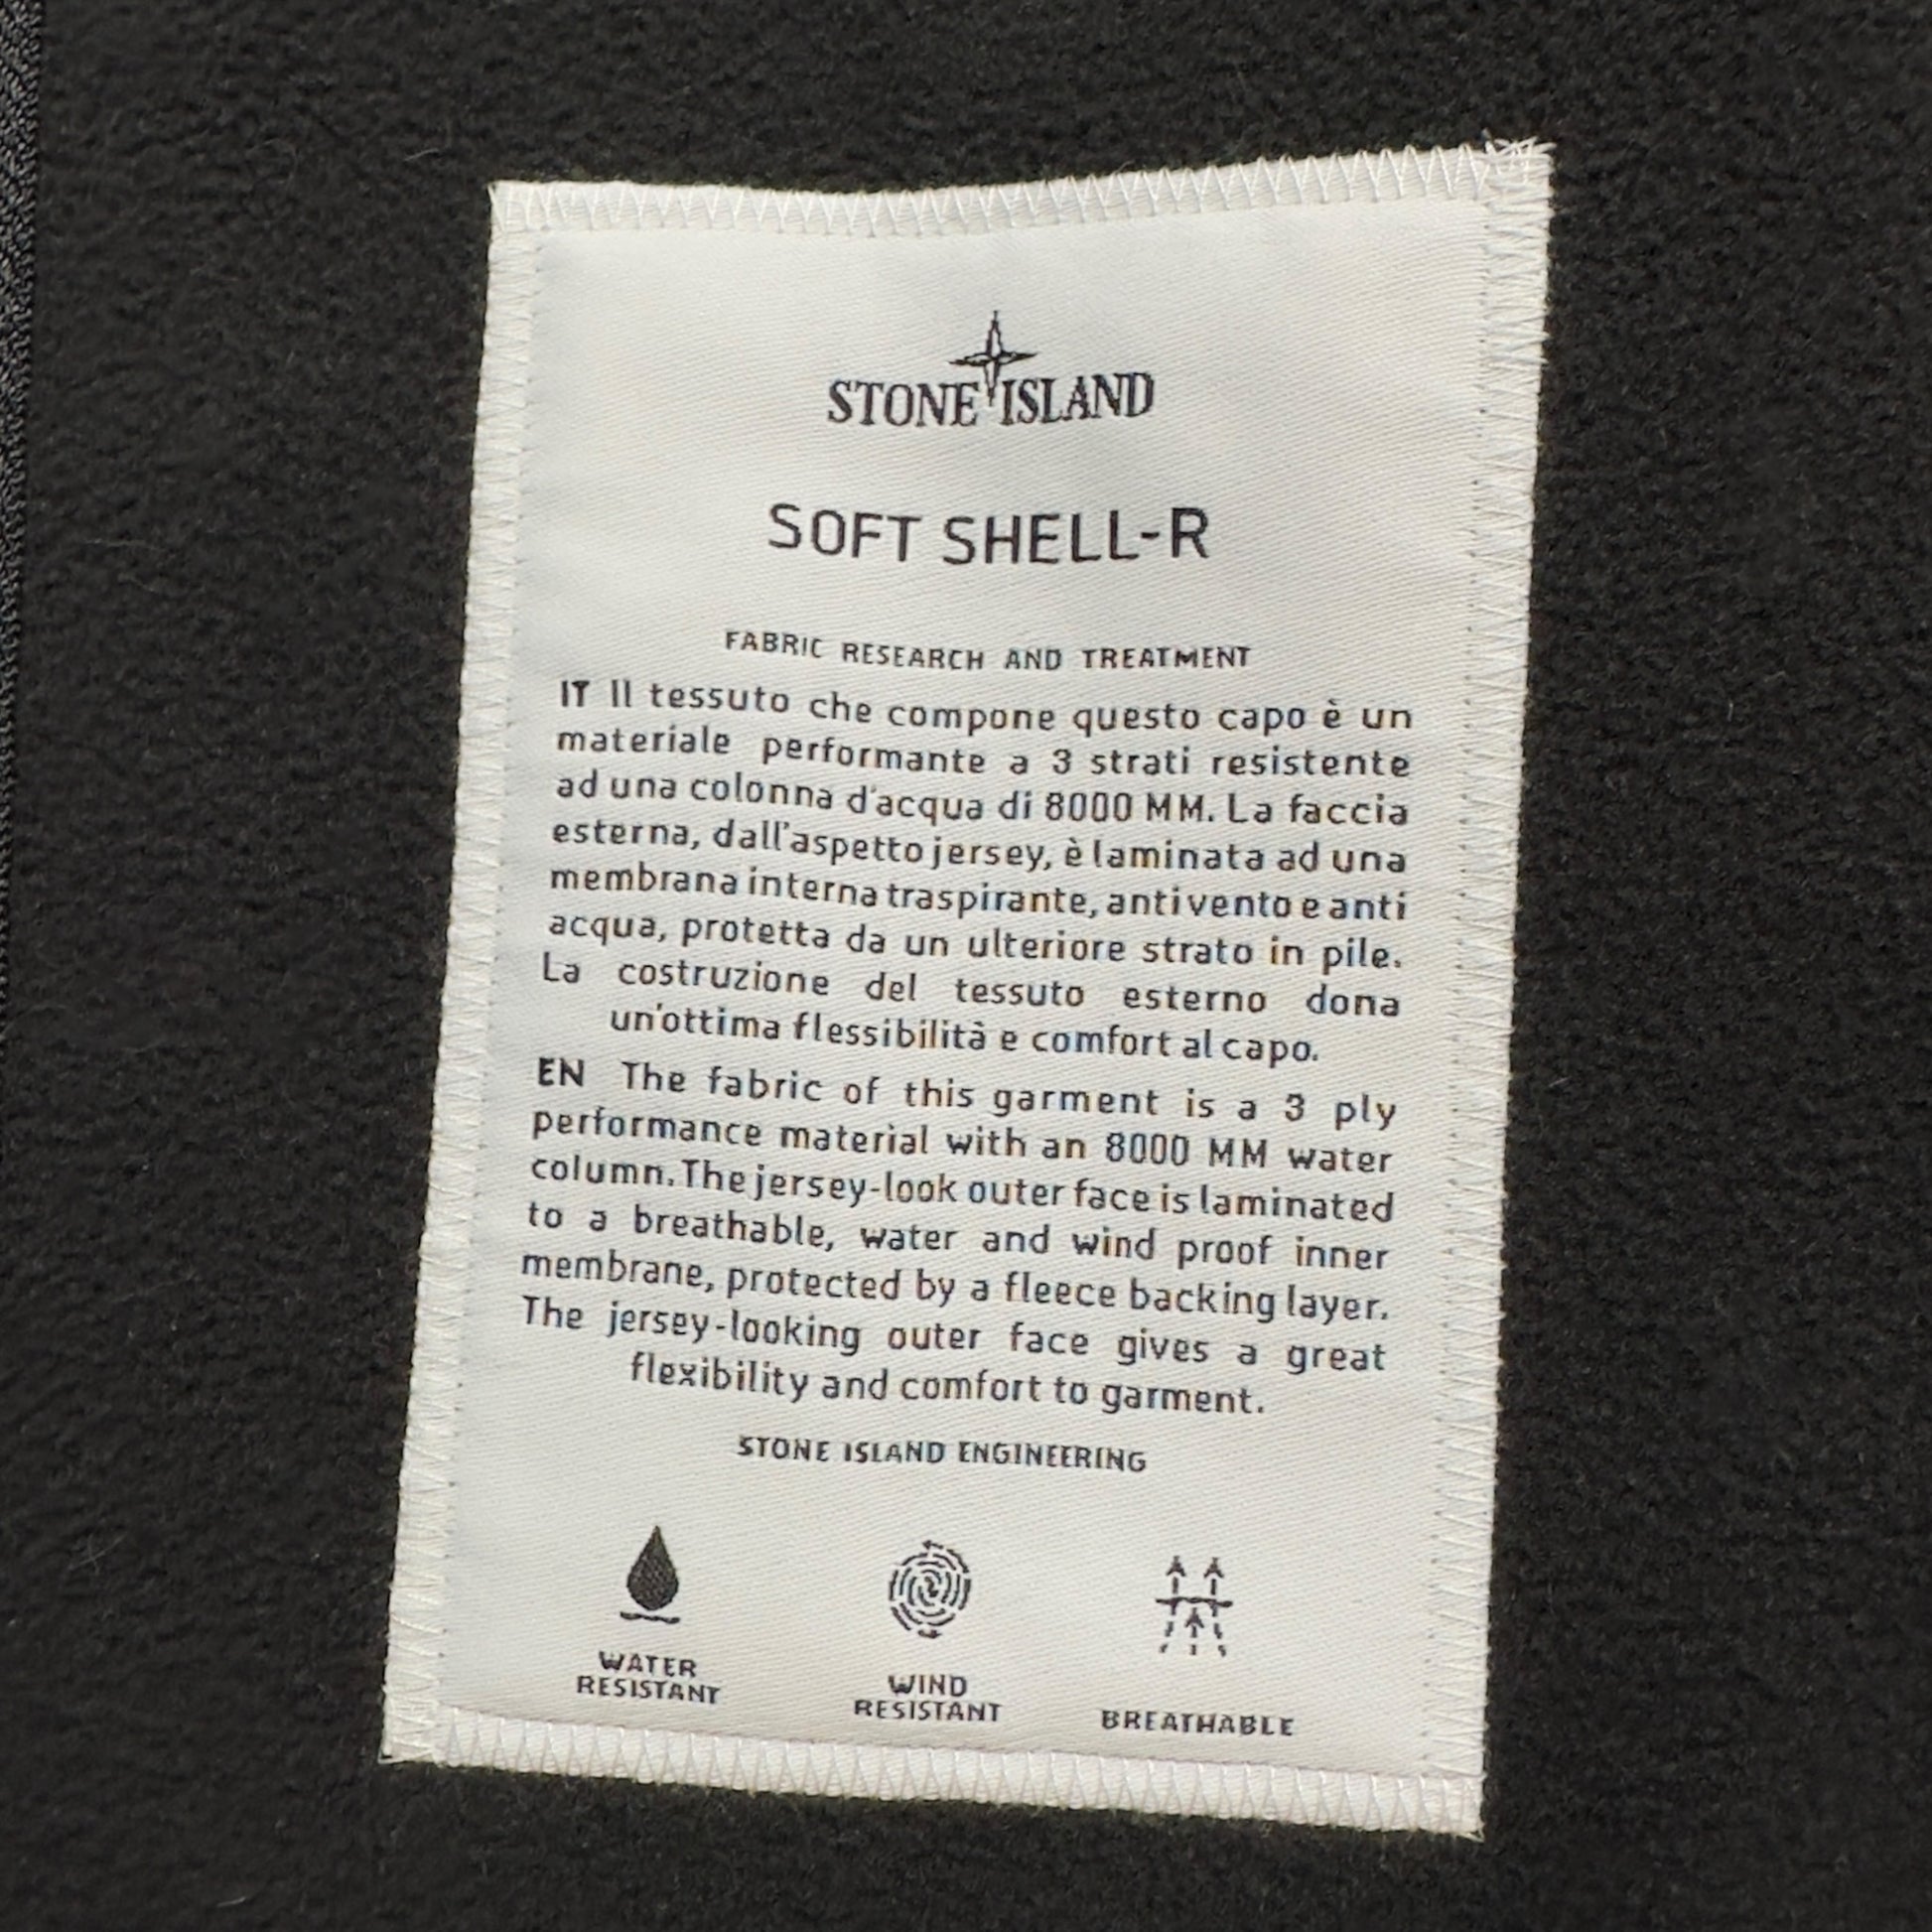 STONE ISLAND
SOFT SHELL-R
FABRIC RESEARCH AND TREATMENT
IT Il tessuto che compone questo capo è un
materiale performante a 3 strati resistente
ad una colonna d'acqua di 8000 MM. La faccia
esterna, dall'aspetto jersey, è laminata ad una
membrana interna traspirante, antivento e anti
acqua, protetta da un ulteriore strato in pile.
La costruzione del tessuto esterno dona
un'ottima flessibilità e comfort al capo.
EN The fabric of this garment is a 3 ply
performance material with an 8000 MM water
column. The jersey-look outer face is laminated
to a breathable, water and wind proof inner
membrane, protected by a fleece backing layer.
The jersey-looking outer face gives a great
flexibility and comfort to garment.
STONE ISLAND ENGINEERING
WATER
RESISTANT
WIND
RESISTANT
BREATHABLE